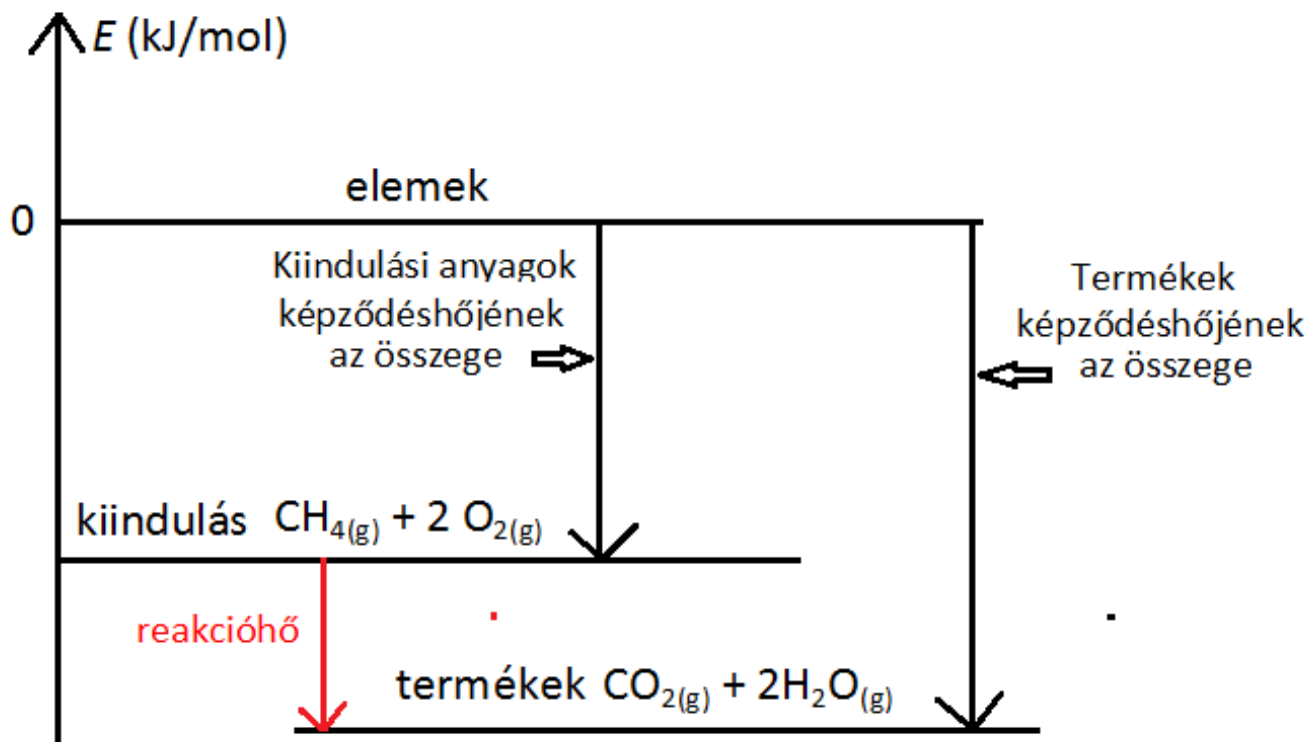 E (kJ/mol)
elemek
0
Kiindulási anyagok
képződéshőjének
az összege
Termékek
képződéshőjének
az összege
kiindulás CH₄(g) + 2 O₂(g)
reakcióhő
termékek CO₂(g) + 2H₂O(g)